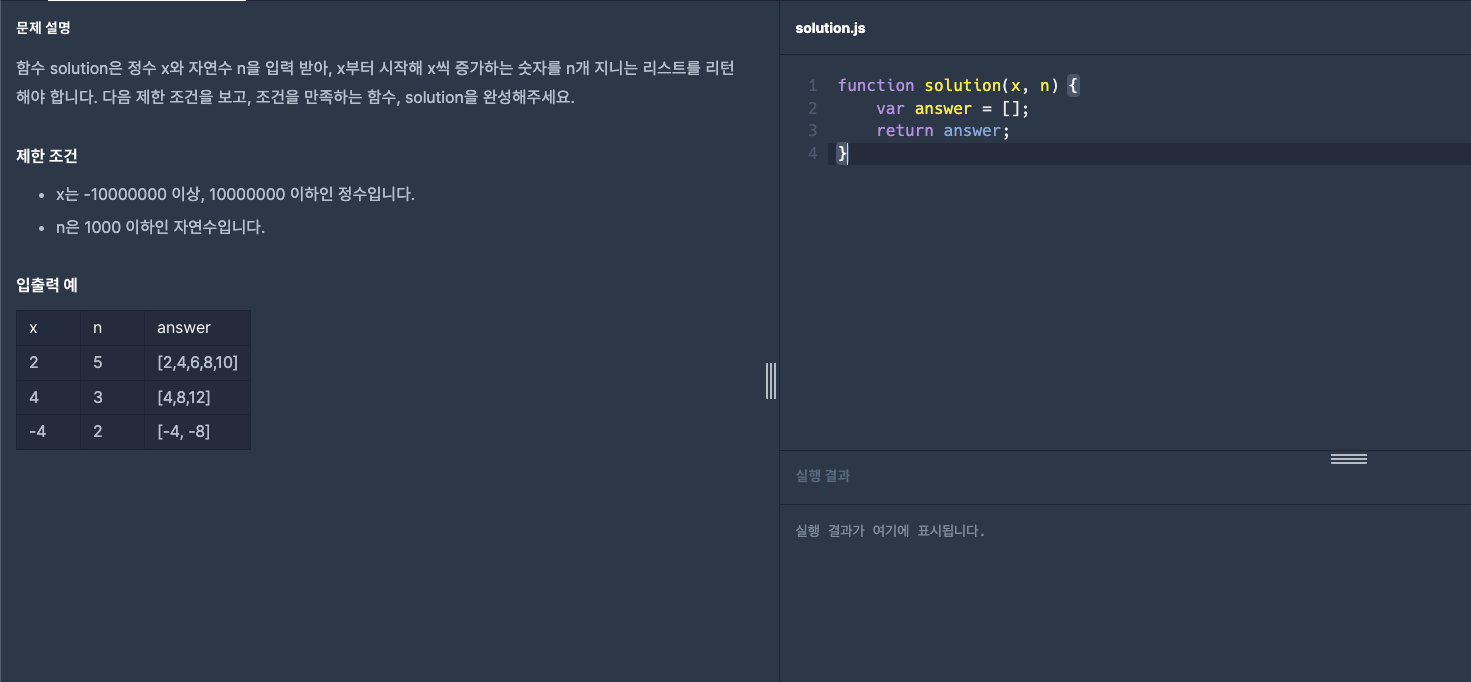 문제 설명
함수 solution은 정수 x와 자연수 n을 입력 받아, x부터 시작해 x씩 증가하는 숫자를 n개 지니는 리스트를 리턴
해야 합니다. 다음 제한 조건을 보고, 조건을 만족하는 함수, solution을 완성해주세요.
제한 조건
• x는 -10000000 이상, 10000000 이하인 정수입니다.
• n은 1000 이하인 자연수입니다.
입출력 예
x n answer
2 5 [2,4,6,8,10]
4 3 [4,8,12]
-4 2 [-4, -8]
solution.js
1 function solution(x, n) {
2     var answer = [];
3     return answer;
4 }
실행 결과
실행 결과가 여기에 표시됩니다.